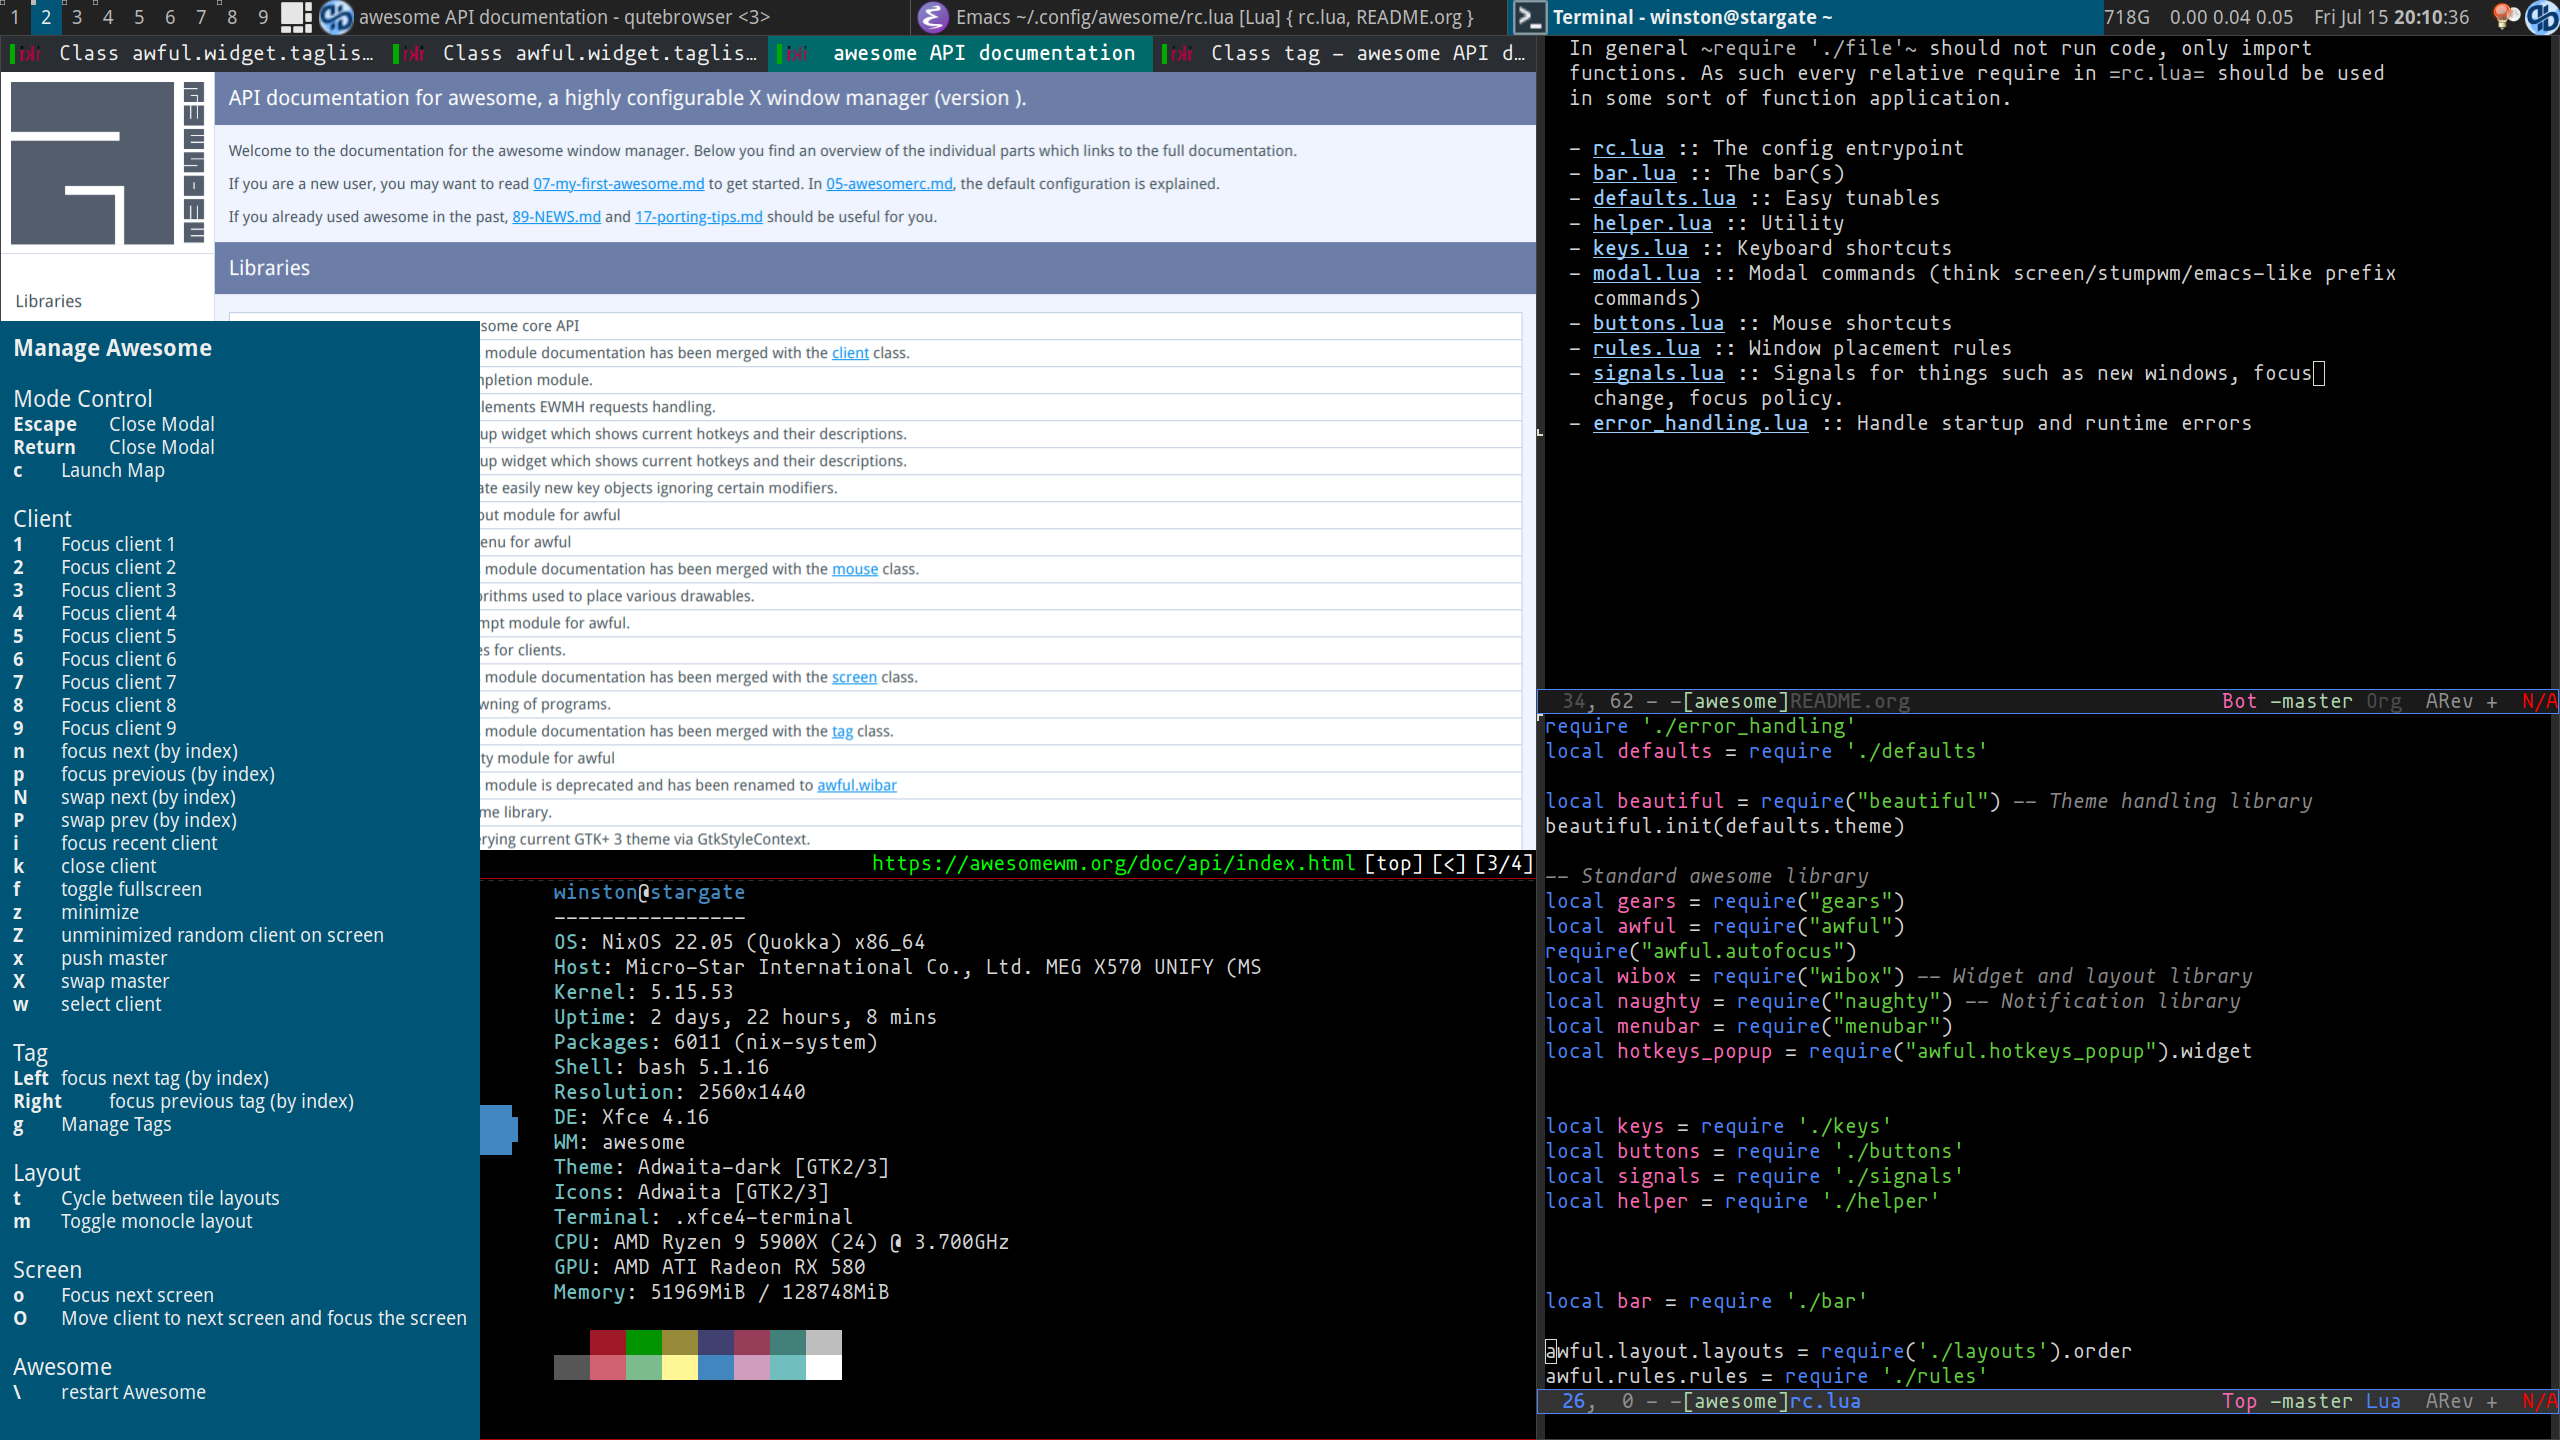 1 2 3 4 5 6 7 8 9 awesome API documentation - qutebrowser <3> Emacs ~/.config/awesome/rc.lua [Lua] { rc.lua, README.org } Terminal - winston@stargate ~ 718G 0.00 0.04 0.05 Fri Jul 15 20:10:36
Class awful.widget.taglis… Class awful.widget.taglis… awesome API documentation Class tag – awesome API d…
AWESOME
API documentation for awesome, a highly configurable X window manager (version ).
Welcome to the documentation for the awesome window manager. Below you find an overview of the individual parts which links to the full documentation.
If you are a new user, you may want to read 07-my-first-awesome.md to get started. In 05-awesomerc.md, the default configuration is explained.
If you already used awesome in the past, 89-NEWS.md and 17-porting-tips.md should be useful for you.
Libraries
Libraries
some core API
module documentation has been merged with the client class.
pletion module.
lements EWMH requests handling.
up widget which shows current hotkeys and their descriptions.
up widget which shows current hotkeys and their descriptions.
ate easily new key objects ignoring certain modifiers.
out module for awful
enu for awful
module documentation has been merged with the mouse class.
orithms used to place various drawables.
mpt module for awful.
es for clients.
module documentation has been merged with the screen class.
wning of programs.
module documentation has been merged with the tag class.
ty module for awful
module is deprecated and has been renamed to awful.wibar
me library.
rying current GTK+ 3 theme via GtkStyleContext.
https://awesomewm.org/doc/api/index.html [top] [<] [3/4]
Manage Awesome
Mode Control
Escape Close Modal
Return Close Modal
c Launch Map
Client
1 Focus client 1
2 Focus client 2
3 Focus client 3
4 Focus client 4
5 Focus client 5
6 Focus client 6
7 Focus client 7
8 Focus client 8
9 Focus client 9
n focus next (by index)
p focus previous (by index)
N swap next (by index)
P swap prev (by index)
i focus recent client
k close client
f toggle fullscreen
z minimize
Z unminimized random client on screen
x push master
X swap master
w select client
Tag
Left focus next tag (by index)
Right focus previous tag (by index)
g Manage Tags
Layout
t Cycle between tile layouts
m Toggle monocle layout
Screen
o Focus next screen
O Move client to next screen and focus the screen
Awesome
\ restart Awesome
winston@stargate
----------------
OS: NixOS 22.05 (Quokka) x86_64
Host: Micro-Star International Co., Ltd. MEG X570 UNIFY (MS
Kernel: 5.15.53
Uptime: 2 days, 22 hours, 8 mins
Packages: 6011 (nix-system)
Shell: bash 5.1.16
Resolution: 2560x1440
DE: Xfce 4.16
WM: awesome
Theme: Adwaita-dark [GTK2/3]
Icons: Adwaita [GTK2/3]
Terminal: .xfce4-terminal
CPU: AMD Ryzen 9 5900X (24) @ 3.700GHz
GPU: AMD ATI Radeon RX 580
Memory: 51969MiB / 128748MiB
In general ~require './file'~ should not run code, only import
functions. As such every relative require in =rc.lua= should be used
in some sort of function application.
- rc.lua :: The config entrypoint
- bar.lua :: The bar(s)
- defaults.lua :: Easy tunables
- helper.lua :: Utility
- keys.lua :: Keyboard shortcuts
- modal.lua :: Modal commands (think screen/stumpwm/emacs-like prefix
commands)
- buttons.lua :: Mouse shortcuts
- rules.lua :: Window placement rules
- signals.lua :: Signals for things such as new windows, focus
change, focus policy.
- error_handling.lua :: Handle startup and runtime errors
34, 62 - -[awesome]README.org Bot -master Org ARev + N/A
require './error_handling'
local defaults = require './defaults'
local beautiful = require("beautiful") -- Theme handling library
beautiful.init(defaults.theme)
-- Standard awesome library
local gears = require("gears")
local awful = require("awful")
require("awful.autofocus")
local wibox = require("wibox") -- Widget and layout library
local naughty = require("naughty") -- Notification library
local menubar = require("menubar")
local hotkeys_popup = require("awful.hotkeys_popup").widget
local keys = require './keys'
local buttons = require './buttons'
local signals = require './signals'
local helper = require './helper'
local bar = require './bar'
awful.layout.layouts = require('./layouts').order
awful.rules.rules = require './rules'
26, 0 - -[awesome]rc.lua Top -master Lua ARev + N/A